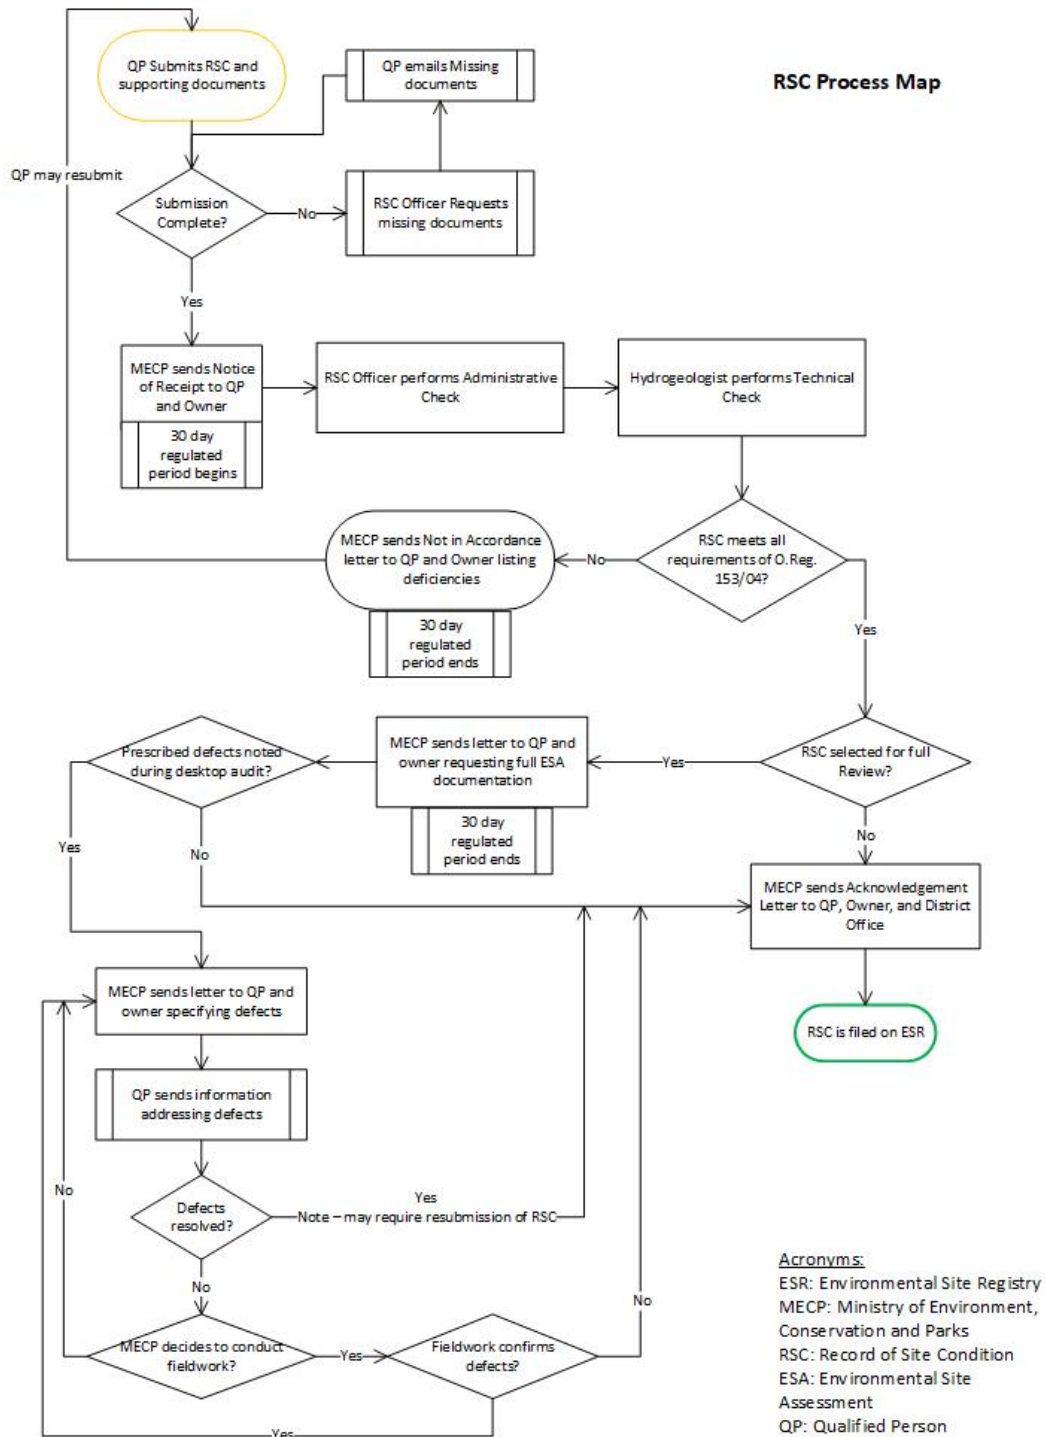 RSC Process Map
QP Submits RSC and
supporting documents
QP emails Missing
documents
QP may resubmit
Submission
Complete?
No
RSC Officer Requests
missing documents
Yes
MECP sends Notice
of Receipt to QP
and Owner
30 day
regulated
period begins
RSC Officer performs Administrative
Check
Hydrogeologist performs Technical
Check
RSC meets all
requirements of O.Reg.
153/04?
No
MECP sends Not in Accordance
letter to QP and Owner listing
deficiencies
30 day
regulated
period ends
Yes
RSC selected for full
Review?
Yes
MECP sends letter to QP and
owner requesting full ESA
documentation
30 day
regulated
period ends
Prescribed defects noted
during desktop audit?
Yes
No
No
MECP sends Acknowledgement
Letter to QP, Owner, and District
Office
RSC is filed on ESR
MECP sends letter to QP and
owner specifying defects
QP sends information
addressing defects
Defects
resolved?
Yes
Note – may require resubmission of RSC
No
No
MECP decides to conduct
fieldwork?
Yes
Fieldwork confirms
defects?
No
Yes
Acronyms:
ESR: Environmental Site Registry
MECP: Ministry of Environment,
Conservation and Parks
RSC: Record of Site Condition
ESA: Environmental Site
Assessment
QP: Qualified Person